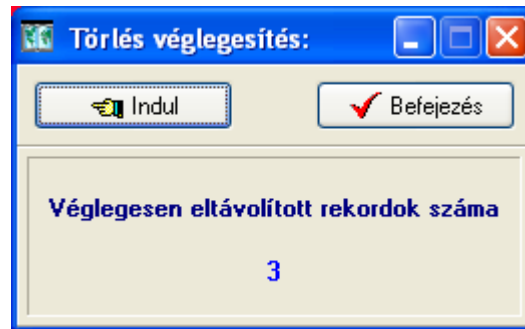 Törlés véglegesítés:
Indul
Befejezés
Véglegesen eltávolított rekordok száma
3